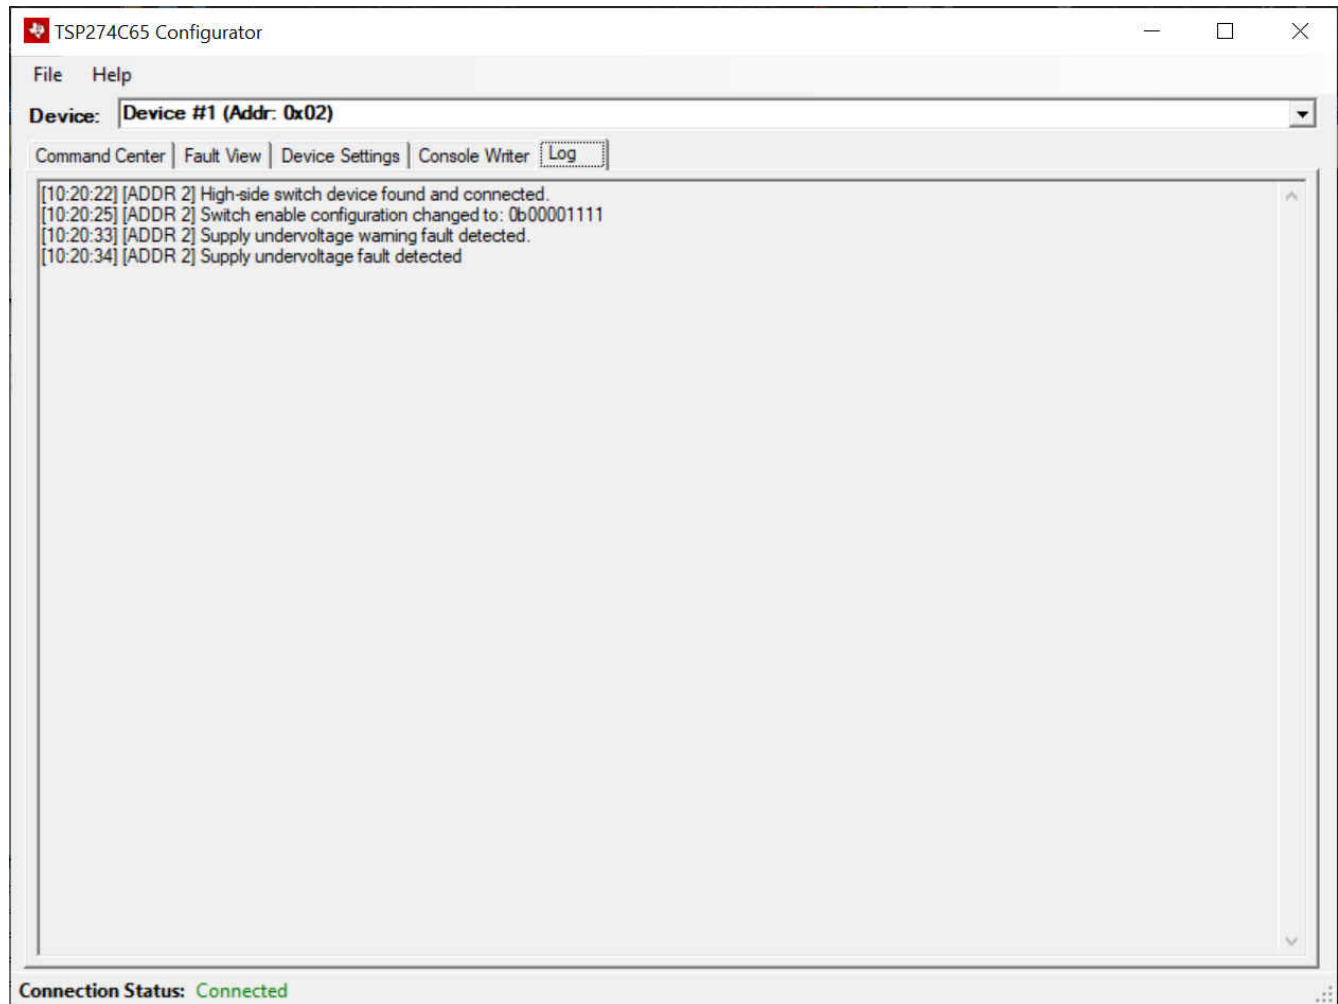 TSP274C65 Configurator
File Help
Device: Device #1 (Addr: 0x02)
Command Center Fault View Device Settings Console Writer Log
[10:20:22] [ADDR 2] High-side switch device found and connected.
[10:20:25] [ADDR 2] Switch enable configuration changed to: 0b00001111
[10:20:33] [ADDR 2] Supply undervoltage warning fault detected.
[10:20:34] [ADDR 2] Supply undervoltage fault detected
Connection Status: Connected